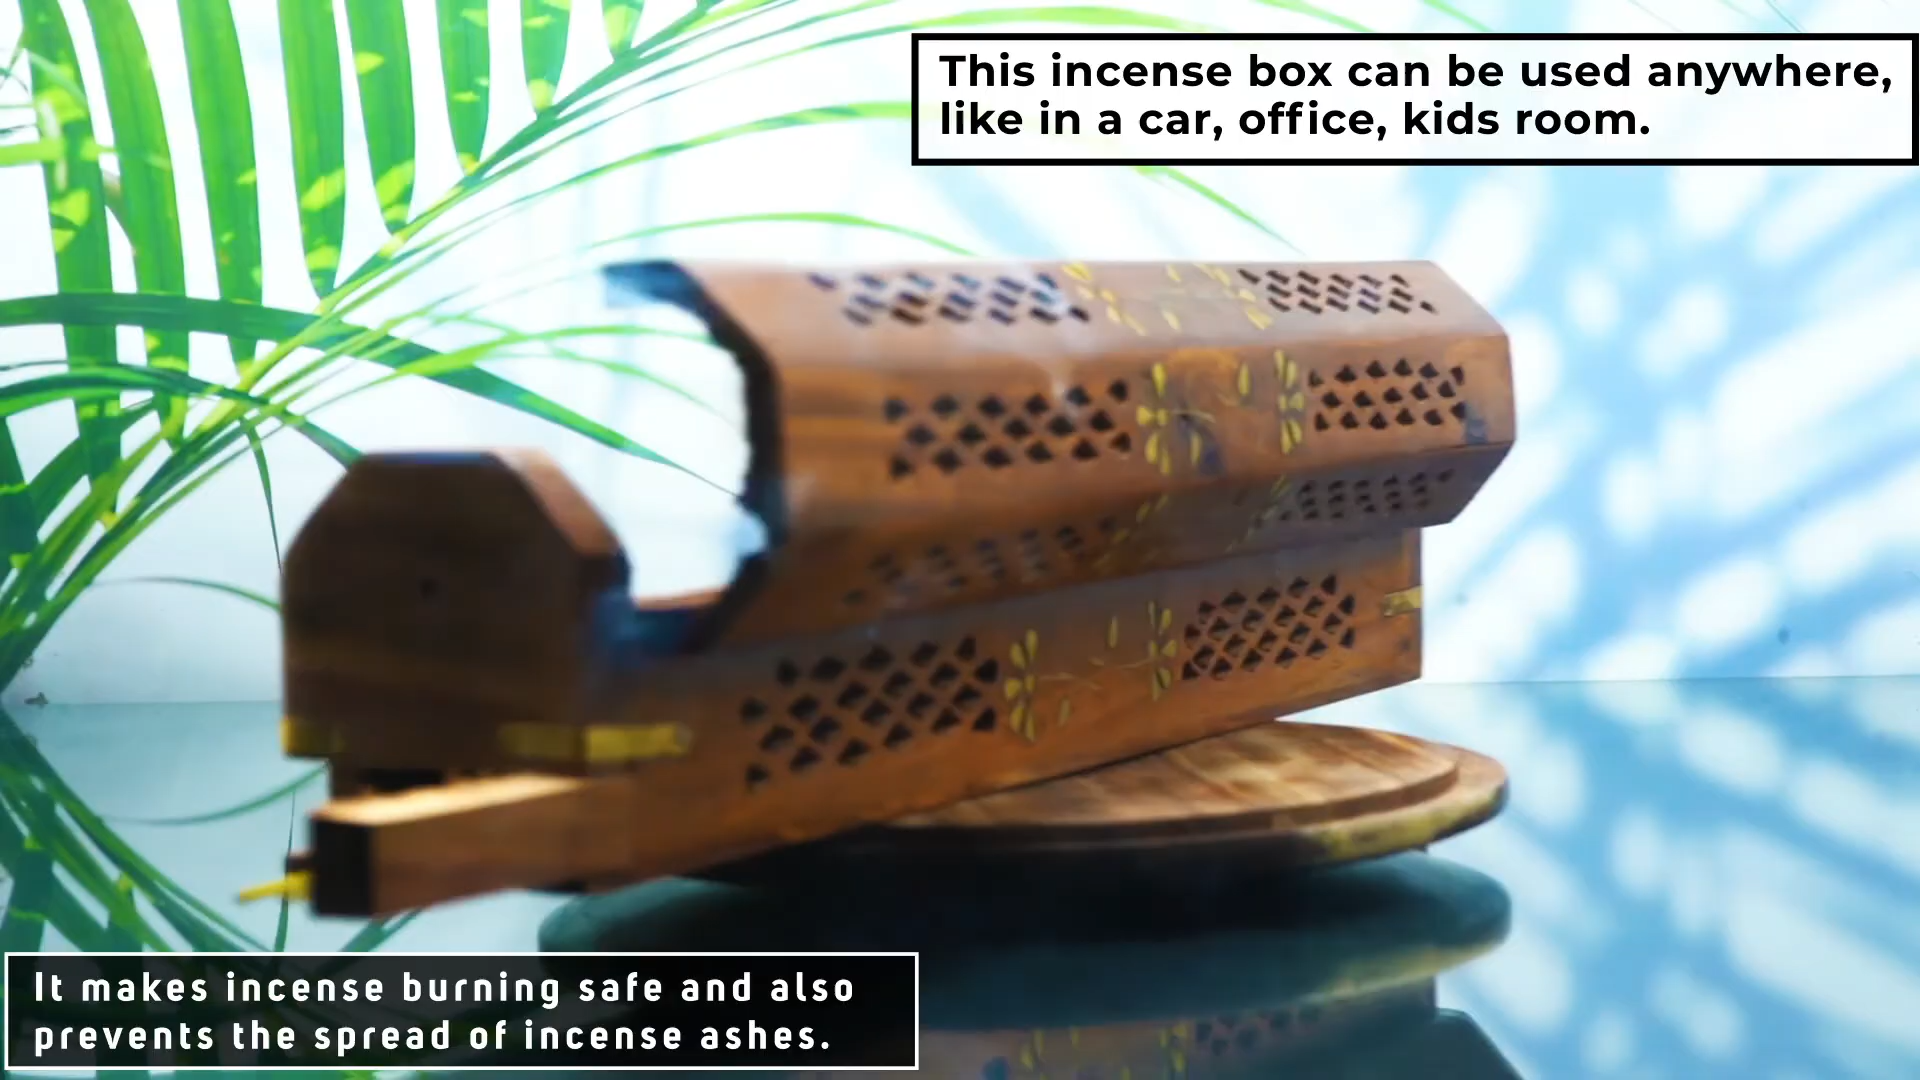 This incense box can be used anywhere,
like in a car, office, kids room.
It makes incense burning safe and also
prevents the spread of incense ashes.